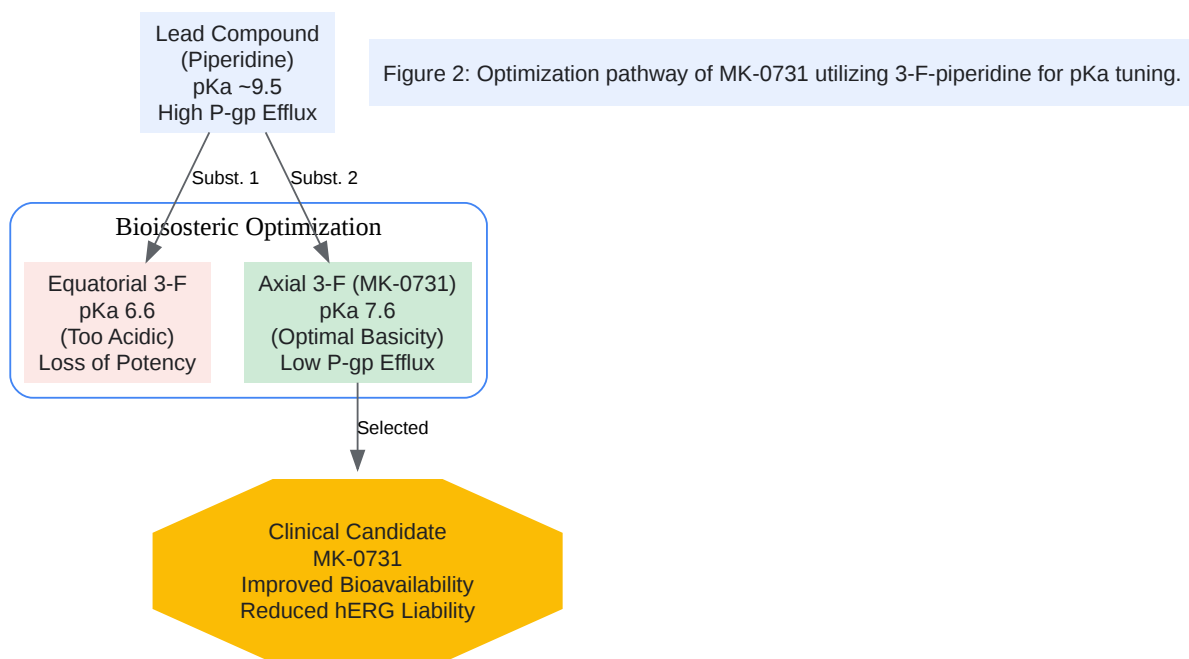 Lead Compound
(Piperidine)
pKa ~9.5
High P-gp Efflux
Figure 2: Optimization pathway of MK-0731 utilizing 3-F-piperidine for pKa tuning.
Subst. 1
Subst. 2
Bioisosteric Optimization
Equatorial 3-F
pKa 6.6
(Too Acidic)
Loss of Potency
Axial 3-F (MK-0731)
pKa 7.6
(Optimal Basicity)
Low P-gp Efflux
Selected
Clinical Candidate
MK-0731
Improved Bioavailability
Reduced hERG Liability